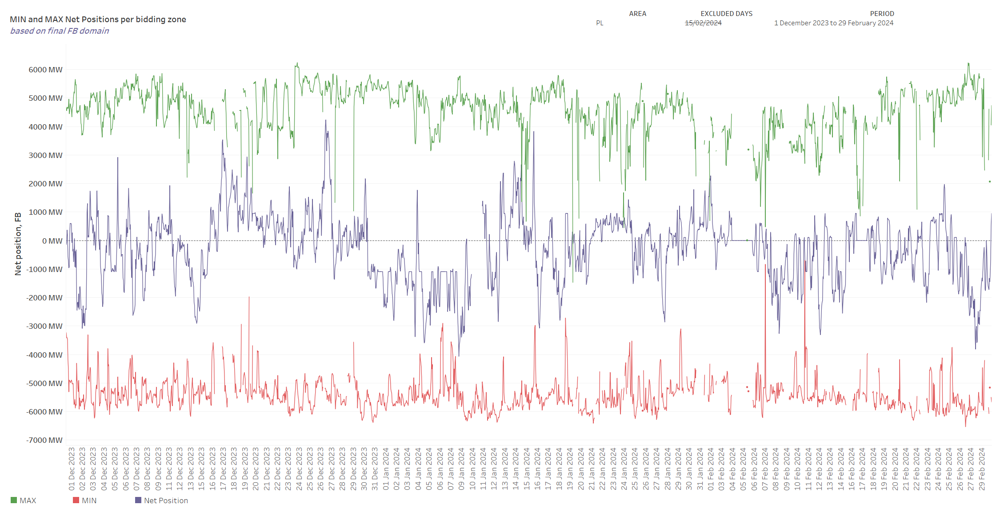 MIN and MAX Net Positions per bidding zone
based on final FB domain
AREA
PL
EXCLUDED DAYS
15/02/2024
PERIOD
1 December 2023 to 29 February 2024
Net position, FB
6000 MW
5000 MW
4000 MW
3000 MW
2000 MW
1000 MW
0 MW
-1000 MW
-2000 MW
-3000 MW
-4000 MW
-5000 MW
-6000 MW
-7000 MW
01 Dec 2023
02 Dec 2023
03 Dec 2023
04 Dec 2023
05 Dec 2023
06 Dec 2023
07 Dec 2023
08 Dec 2023
09 Dec 2023
11 Dec 2023
12 Dec 2023
13 Dec 2023
15 Dec 2023
16 Dec 2023
17 Dec 2023
19 Dec 2023
20 Dec 2023
21 Dec 2023
22 Dec 2023
23 Dec 2023
24 Dec 2023
25 Dec 2023
26 Dec 2023
27 Dec 2023
28 Dec 2023
29 Dec 2023
30 Dec 2023
31 Dec 2023
01 Jan 2024
02 Jan 2024
03 Jan 2024
04 Jan 2024
05 Jan 2024
06 Jan 2024
07 Jan 2024
09 Jan 2024
10 Jan 2024
11 Jan 2024
12 Jan 2024
13 Jan 2024
14 Jan 2024
15 Jan 2024
16 Jan 2024
17 Jan 2024
18 Jan 2024
19 Jan 2024
20 Jan 2024
21 Jan 2024
22 Jan 2024
23 Jan 2024
24 Jan 2024
25 Jan 2024
26 Jan 2024
27 Jan 2024
28 Jan 2024
29 Jan 2024
30 Jan 2024
31 Jan 2024
01 Feb 2024
03 Feb 2024
04 Feb 2024
05 Feb 2024
06 Feb 2024
07 Feb 2024
08 Feb 2024
09 Feb 2024
10 Feb 2024
11 Feb 2024
12 Feb 2024
13 Feb 2024
14 Feb 2024
16 Feb 2024
17 Feb 2024
18 Feb 2024
19 Feb 2024
20 Feb 2024
21 Feb 2024
22 Feb 2024
23 Feb 2024
24 Feb 2024
25 Feb 2024
26 Feb 2024
27 Feb 2024
29 Feb 2024
MAX
MIN
Net Position